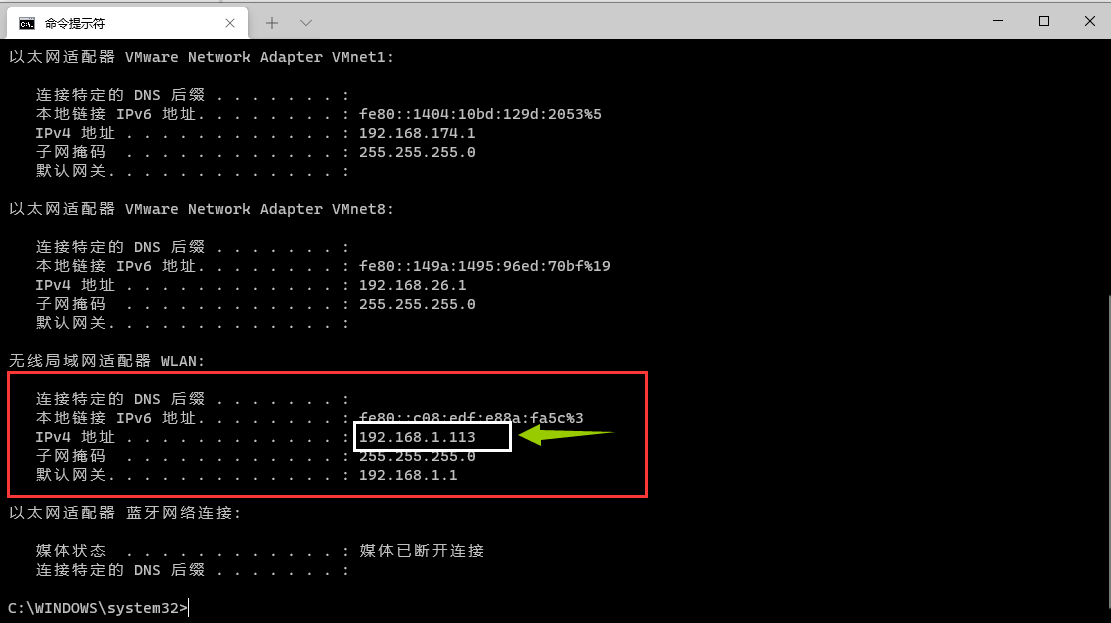 命令提示符
以太网适配器 VMware Network Adapter VMnet1:
连接特定的 DNS 后缀 . . . . . . . :
本地链接 IPv6 地址. . . . . . . . : fe80::1404:10bd:129d:2053%5
IPv4 地址 . . . . . . . . . . . . : 192.168.174.1
子网掩码  . . . . . . . . . . . . : 255.255.255.0
默认网关. . . . . . . . . . . . . :
以太网适配器 VMware Network Adapter VMnet8:
连接特定的 DNS 后缀 . . . . . . . :
本地链接 IPv6 地址. . . . . . . . : fe80::149a:1495:96ed:70bf%19
IPv4 地址 . . . . . . . . . . . . : 192.168.26.1
子网掩码  . . . . . . . . . . . . : 255.255.255.0
默认网关. . . . . . . . . . . . . :
无线局域网适配器 WLAN:
连接特定的 DNS 后缀 . . . . . . . :
本地链接 IPv6 地址. . . . . . . . : fe80::c08:edf:e88a:fa5c%3
IPv4 地址 . . . . . . . . . . . . : 192.168.1.113
子网掩码  . . . . . . . . . . . . : 255.255.255.0
默认网关. . . . . . . . . . . . . : 192.168.1.1
以太网适配器 蓝牙网络连接:
媒体状态  . . . . . . . . . . . . : 媒体已断开连接
连接特定的 DNS 后缀 . . . . . . . :
C:\WINDOWS\system32>